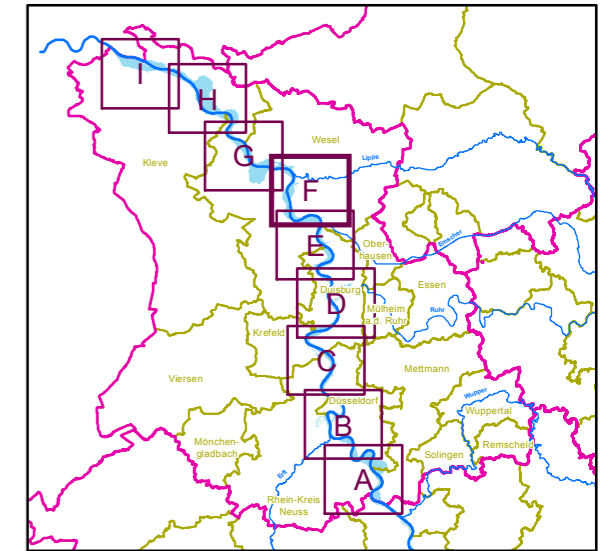 I
H
G
Wesel
Lippe
Kleve
F
E
Ober-
hausen
Emscher
Duisburg
D
Essen
Mülheim
a.d. Ruhr
Ruhr
Krefeld
C
Mettmann
Viersen
Düsseldorf
Wupper
B
Wuppertal
Mönchen-
gladbach
Remscheid
Solingen
Erft
A
Rhein-Kreis
Neuss